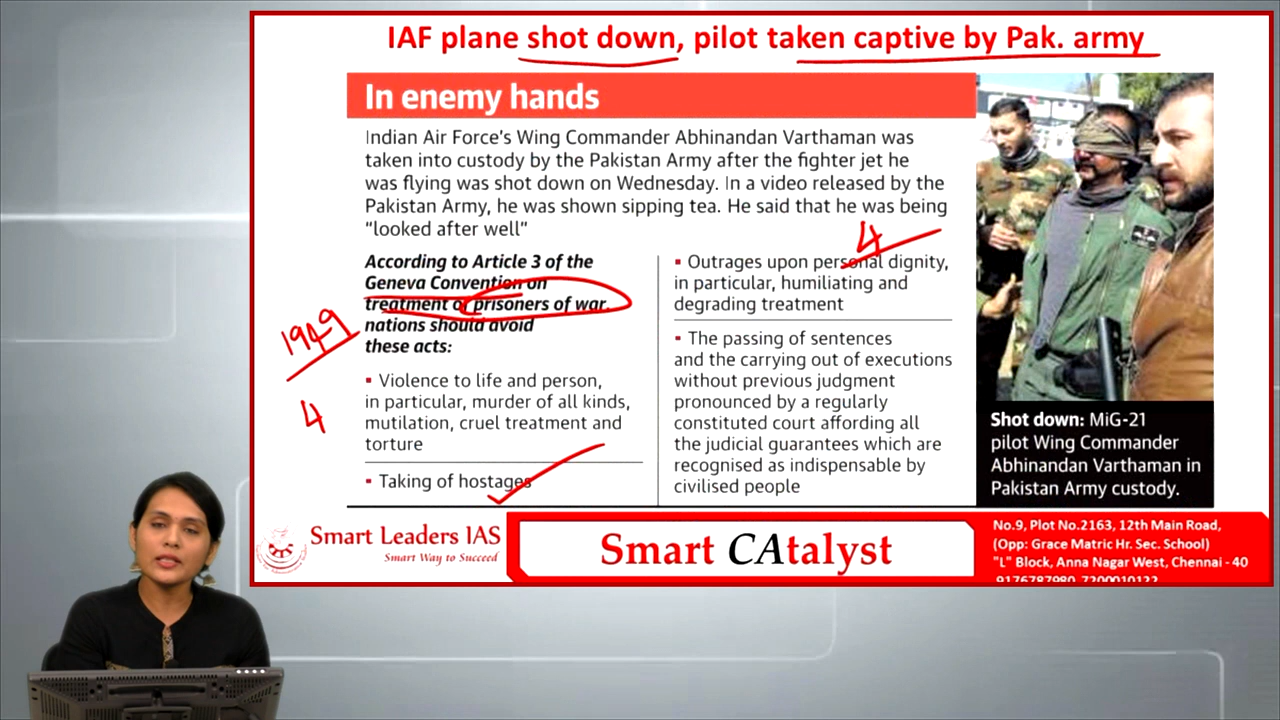 IAF plane shot down, pilot taken captive by Pak. army
In enemy hands
Indian Air Force's Wing Commander Abhinandan Varthaman was
taken into custody by the Pakistan Army after the fighter jet he
was flying was shot down on Wednesday. In a video released by the
Pakistan Army, he was shown sipping tea. He said that he was being
"looked after well"
According to Article 3 of the
Geneva Convention on
treatment of prisoners of war,
nations should avoid
these acts:
1949
4
▪ Violence to life and person,
in particular, murder of all kinds,
mutilation, cruel treatment and
torture
▪ Taking of hostages
4
▪ Outrages upon personal dignity,
in particular, humiliating and
degrading treatment
▪ The passing of sentences
and the carrying out of executions
without previous judgment
pronounced by a regularly
constituted court affording all
the judicial guarantees which are
recognised as indispensable by
civilised people
Shot down: MiG-21
pilot Wing Commander
Abhinandan Varthaman in
Pakistan Army custody.
Smart Leaders IAS
Smart Way to Succeed
Smart CAtalyst
No.9, Plot No.2163, 12th Main Road,
(Opp: Grace Matric Hr. Sec. School)
"L" Block, Anna Nagar West, Chennai - 40
9176787980, 7200010122